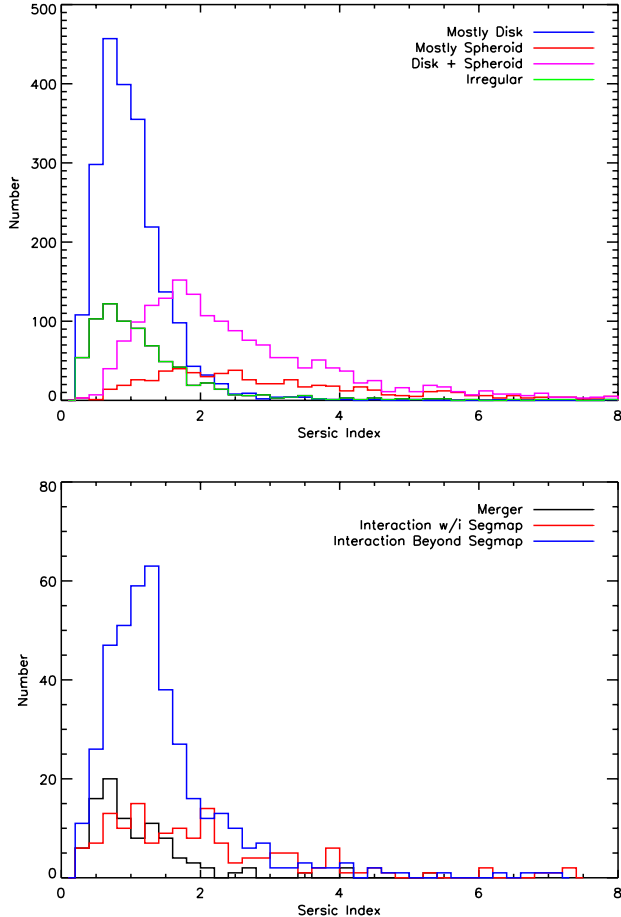 500
400
300
200
100
0
Number
Mostly Disk
Mostly Spheroid
Disk + Spheroid
Irregular
0 2 4 6 8
Sersic Index
80
60
40
20
0
Number
Merger
Interaction w/i Segmap
Interaction Beyond Segmap
0 2 4 6 8
Sersic Index